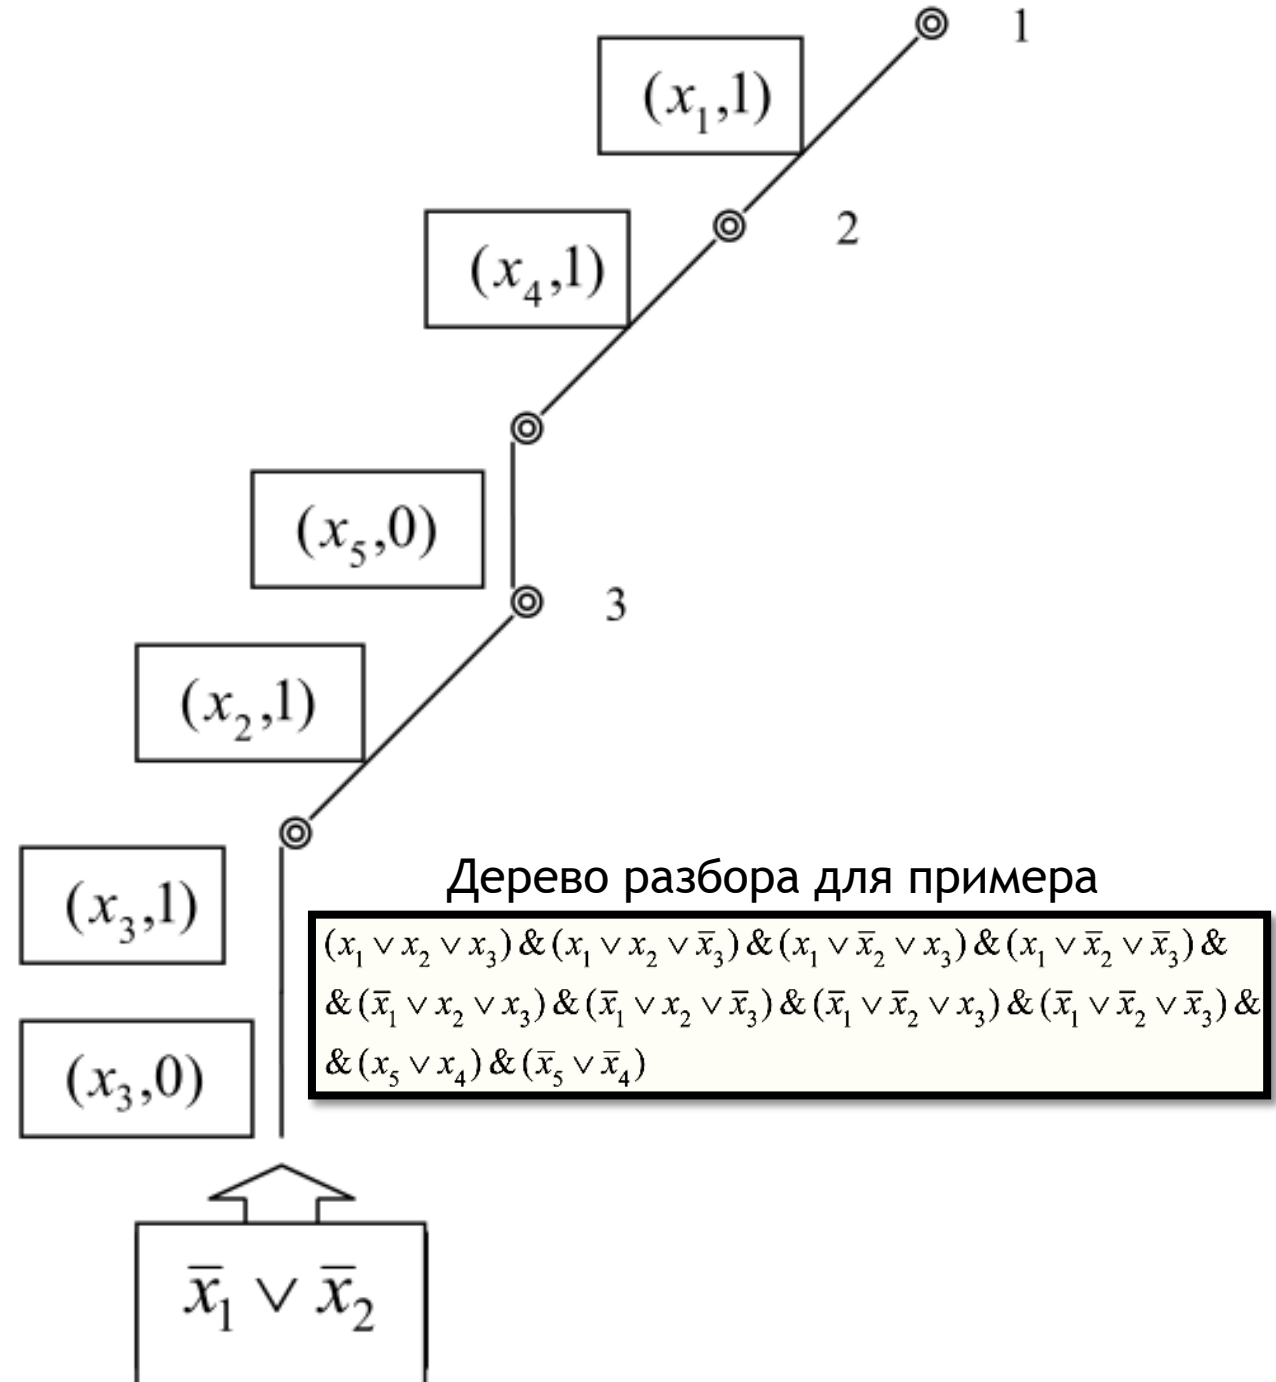 1
(x₁,1)
2
(x₄,1)
(x₅,0)
3
(x₂,1)
(x₃,1)
Дерево разбора для примера
(x₁ ∨ x₂ ∨ x₃) & (x₁ ∨ x₂ ∨ x̅₃) & (x₁ ∨ x̅₂ ∨ x₃) & (x₁ ∨ x̅₂ ∨ x̅₃) &
& (x̅₁ ∨ x₂ ∨ x₃) & (x̅₁ ∨ x₂ ∨ x̅₃) & (x̅₁ ∨ x̅₂ ∨ x₃) & (x̅₁ ∨ x̅₂ ∨ x̅₃) &
& (x₅ ∨ x₄) & (x̅₅ ∨ x̅₄)
(x₃,0)
x̅₁ ∨ x̅₂